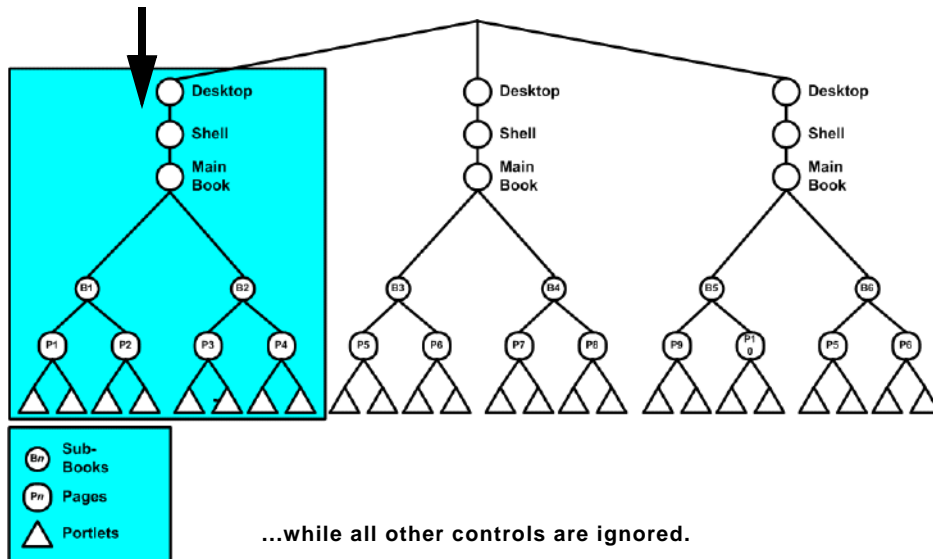 Desktop Desktop Desktop
Shell Shell Shell
Main Main Main
Book Book Book
B1 B2 B3 B4 B5 B6
P1 P2 P3 P4 P5 P6 P7 P8 P9 P1 P5 P6
0
Bn Sub-
Books
Pn Pages
Portlets
...while all other controls are ignored.